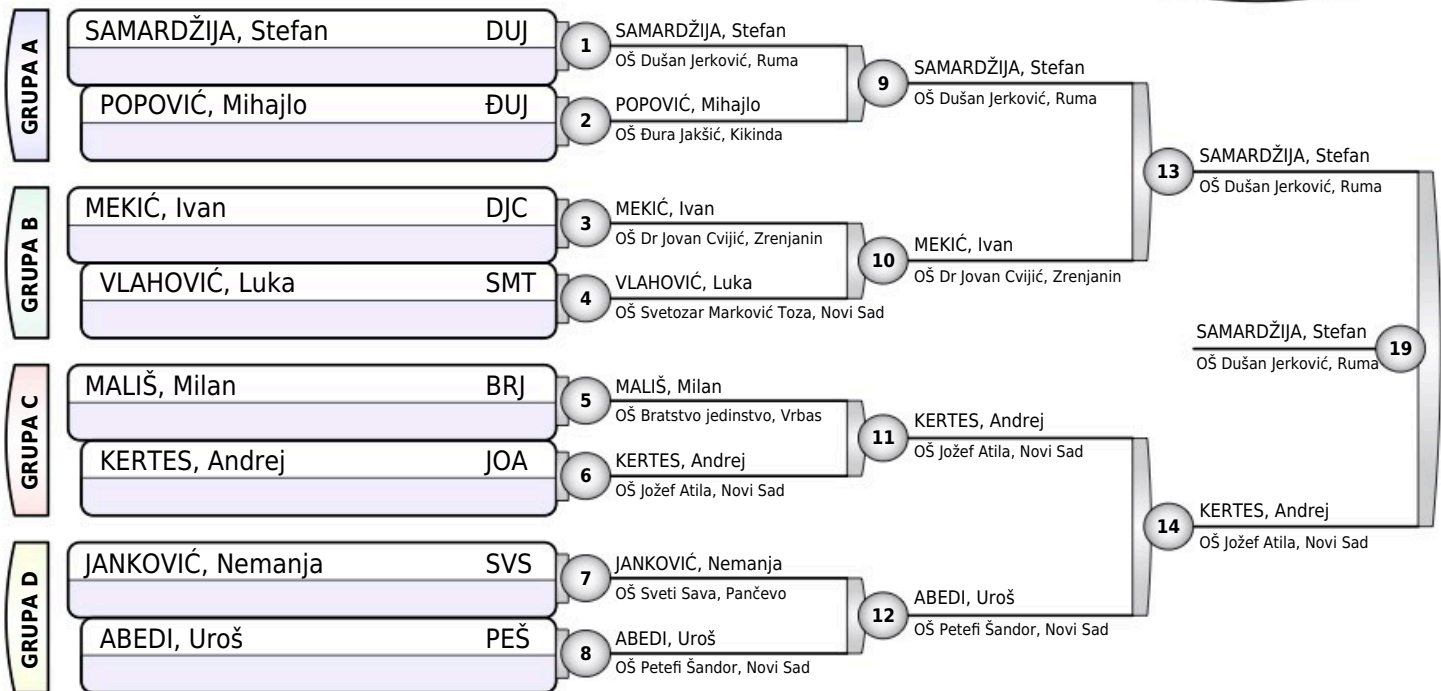 GRUPA A
SAMARDŽIJA, Stefan DUJ
POPOVIĆ, Mihajlo ĐUJ
GRUPA B
MEKIĆ, Ivan DJC
VLAHOVIĆ, Luka SMT
GRUPA C
MALIŠ, Milan BRJ
KERTES, Andrej JOA
GRUPA D
JANKOVIĆ, Nemanja SVS
ABEDI, Uroš PEŠ
1
SAMARDŽIJA, Stefan
OŠ Dušan Jerković, Ruma
2
POPOVIĆ, Mihajlo
OŠ Đura Jakšić, Kikinda
3
MEKIĆ, Ivan
OŠ Dr Jovan Cvijić, Zrenjanin
4
VLAHOVIĆ, Luka
OŠ Svetozar Marković Toza, Novi Sad
5
MALIŠ, Milan
OŠ Bratstvo jedinstvo, Vrbas
6
KERTES, Andrej
OŠ Jožef Atila, Novi Sad
7
JANKOVIĆ, Nemanja
OŠ Sveti Sava, Pančevo
8
ABEDI, Uroš
OŠ Petefi Šandor, Novi Sad
9
SAMARDŽIJA, Stefan
OŠ Dušan Jerković, Ruma
10
MEKIĆ, Ivan
OŠ Dr Jovan Cvijić, Zrenjanin
11
KERTES, Andrej
OŠ Jožef Atila, Novi Sad
12
ABEDI, Uroš
OŠ Petefi Šandor, Novi Sad
13
SAMARDŽIJA, Stefan
OŠ Dušan Jerković, Ruma
14
KERTES, Andrej
OŠ Jožef Atila, Novi Sad
SAMARDŽIJA, Stefan
19
OŠ Dušan Jerković, Ruma